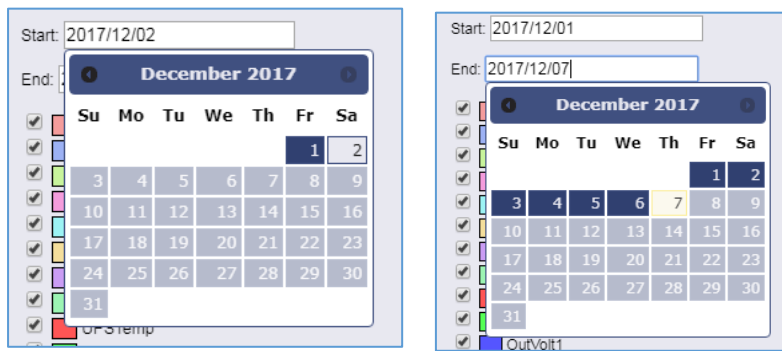 Start: 2017/12/02
End:
December 2017
Su Mo Tu We Th Fr Sa
1 2
3 4 5 6 7 8 9
10 11 12 13 14 15 16
17 18 19 20 21 22 23
24 25 26 27 28 29 30
31
Start: 2017/12/01
End: 2017/12/07
December 2017
Su Mo Tu We Th Fr Sa
1 2
3 4 5 6 7 8 9
10 11 12 13 14 15 16
17 18 19 20 21 22 23
24 25 26 27 28 29 30
31
OutVolt1